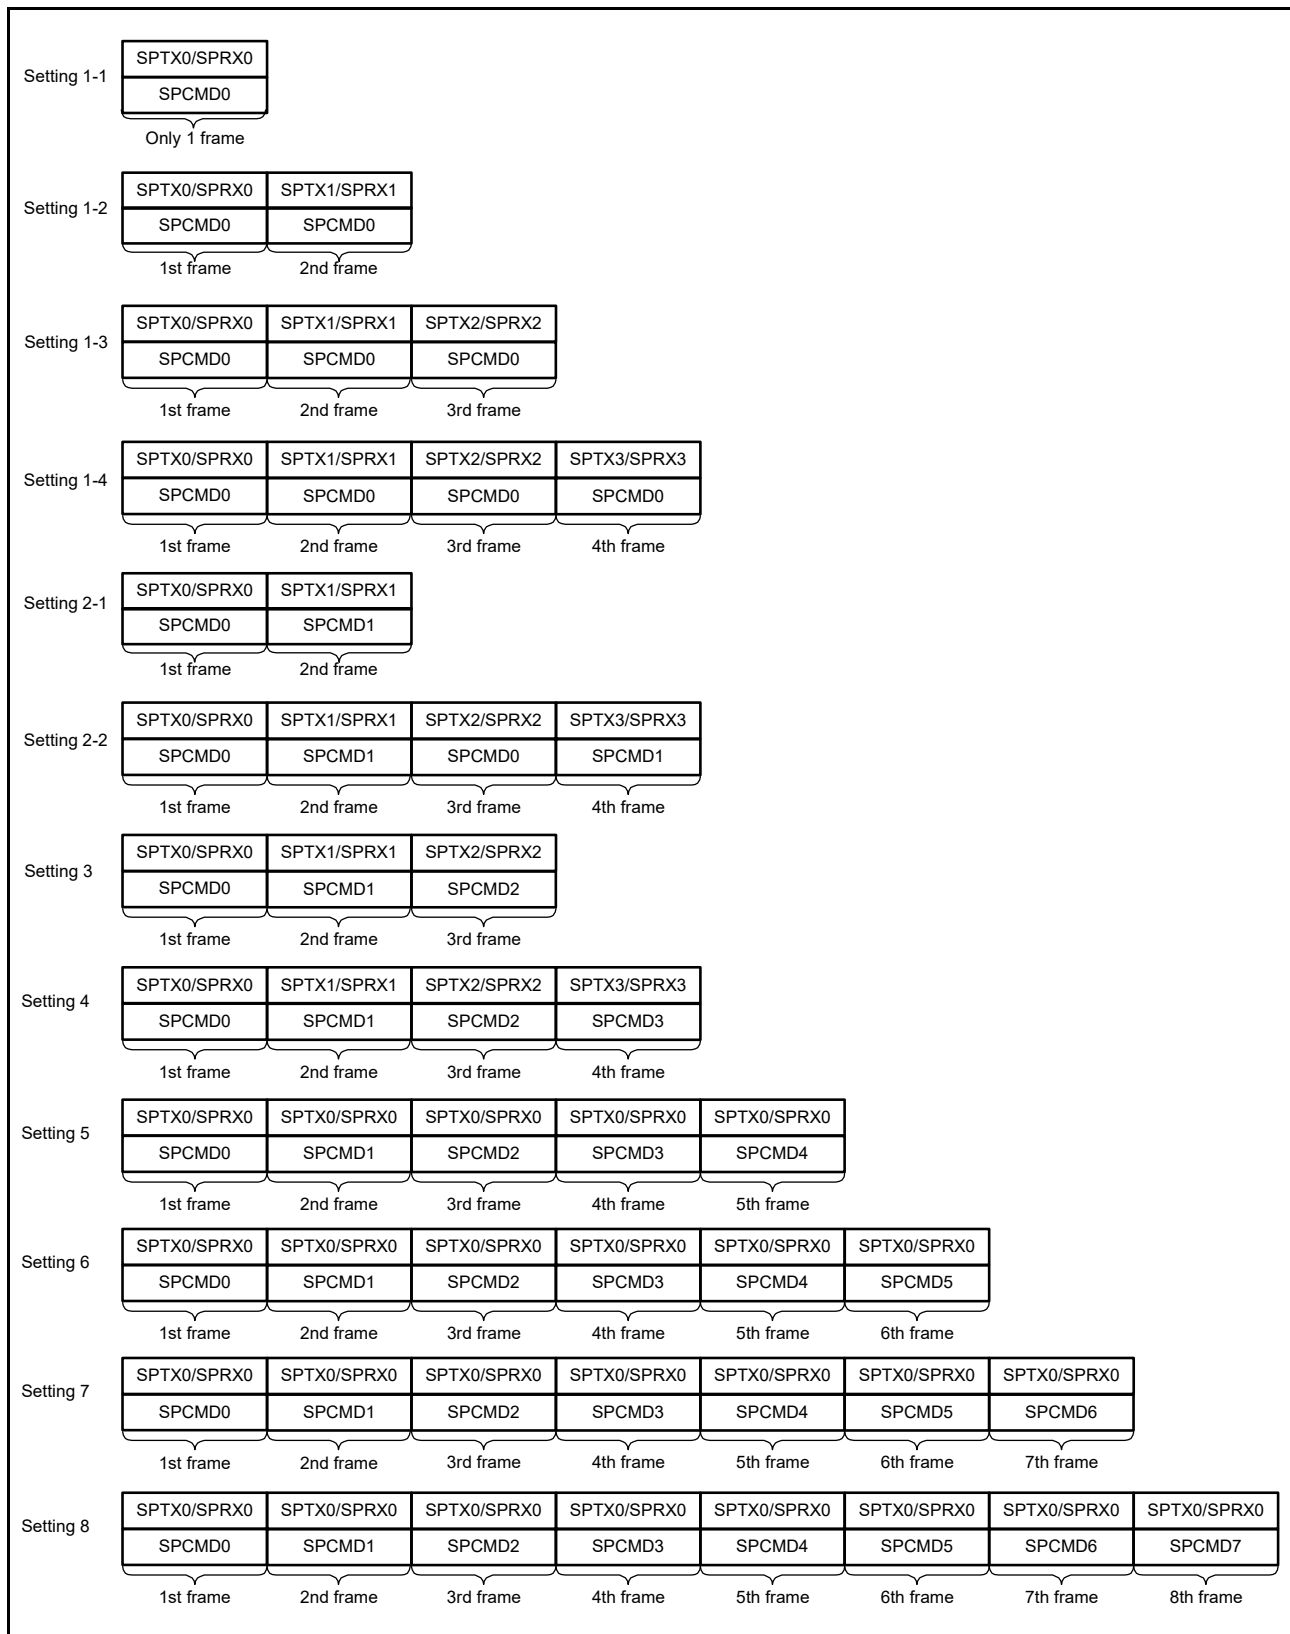 SPTX0/SPRX0
Setting 1-1
SPCMD0
Only 1 frame
SPTX0/SPRX0 SPTX1/SPRX1
Setting 1-2
SPCMD0 SPCMD0
1st frame 2nd frame
SPTX0/SPRX0 SPTX1/SPRX1 SPTX2/SPRX2
Setting 1-3
SPCMD0 SPCMD0 SPCMD0
1st frame 2nd frame 3rd frame
SPTX0/SPRX0 SPTX1/SPRX1 SPTX2/SPRX2 SPTX3/SPRX3
Setting 1-4
SPCMD0 SPCMD0 SPCMD0 SPCMD0
1st frame 2nd frame 3rd frame 4th frame
SPTX0/SPRX0 SPTX1/SPRX1
Setting 2-1
SPCMD0 SPCMD1
1st frame 2nd frame
SPTX0/SPRX0 SPTX1/SPRX1 SPTX2/SPRX2 SPTX3/SPRX3
Setting 2-2
SPCMD0 SPCMD1 SPCMD0 SPCMD1
1st frame 2nd frame 3rd frame 4th frame
SPTX0/SPRX0 SPTX1/SPRX1 SPTX2/SPRX2
Setting 3
SPCMD0 SPCMD1 SPCMD2
1st frame 2nd frame 3rd frame
SPTX0/SPRX0 SPTX1/SPRX1 SPTX2/SPRX2 SPTX3/SPRX3
Setting 4
SPCMD0 SPCMD1 SPCMD2 SPCMD3
1st frame 2nd frame 3rd frame 4th frame
SPTX0/SPRX0 SPTX0/SPRX0 SPTX0/SPRX0 SPTX0/SPRX0 SPTX0/SPRX0
Setting 5
SPCMD0 SPCMD1 SPCMD2 SPCMD3 SPCMD4
1st frame 2nd frame 3rd frame 4th frame 5th frame
SPTX0/SPRX0 SPTX0/SPRX0 SPTX0/SPRX0 SPTX0/SPRX0 SPTX0/SPRX0 SPTX0/SPRX0
Setting 6
SPCMD0 SPCMD1 SPCMD2 SPCMD3 SPCMD4 SPCMD5
1st frame 2nd frame 3rd frame 4th frame 5th frame 6th frame
SPTX0/SPRX0 SPTX0/SPRX0 SPTX0/SPRX0 SPTX0/SPRX0 SPTX0/SPRX0 SPTX0/SPRX0 SPTX0/SPRX0
Setting 7
SPCMD0 SPCMD1 SPCMD2 SPCMD3 SPCMD4 SPCMD5 SPCMD6
1st frame 2nd frame 3rd frame 4th frame 5th frame 6th frame 7th frame
SPTX0/SPRX0 SPTX0/SPRX0 SPTX0/SPRX0 SPTX0/SPRX0 SPTX0/SPRX0 SPTX0/SPRX0 SPTX0/SPRX0 SPTX0/SPRX0
Setting 8
SPCMD0 SPCMD1 SPCMD2 SPCMD3 SPCMD4 SPCMD5 SPCMD6 SPCMD7
1st frame 2nd frame 3rd frame 4th frame 5th frame 6th frame 7th frame 8th frame